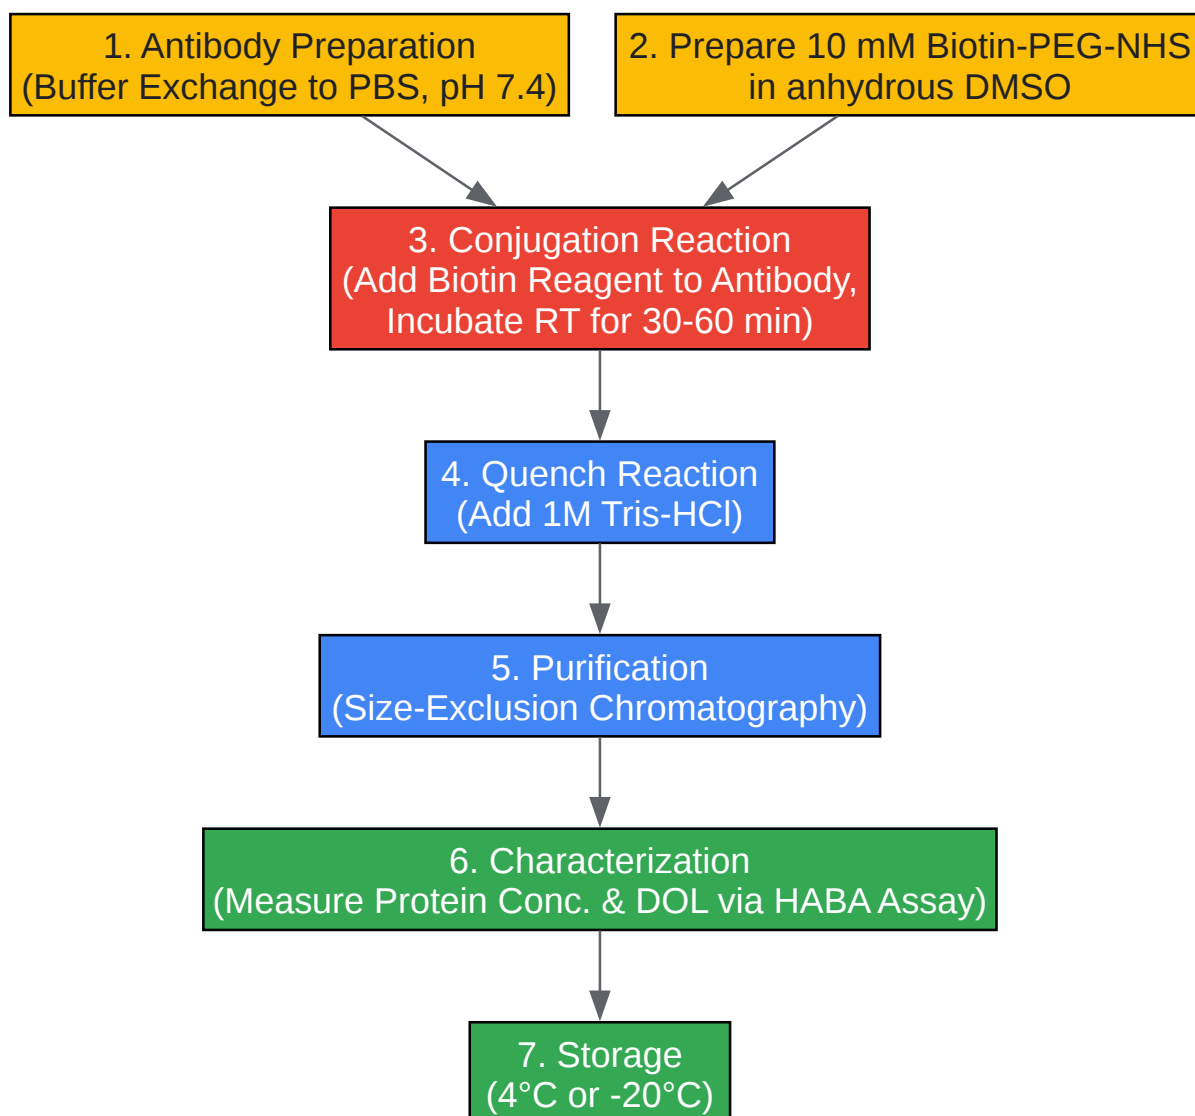 1. Antibody Preparation
(Buffer Exchange to PBS, pH 7.4)
2. Prepare 10 mM Biotin-PEG-NHS
in anhydrous DMSO
3. Conjugation Reaction
(Add Biotin Reagent to Antibody,
Incubate RT for 30-60 min)
4. Quench Reaction
(Add 1M Tris-HCl)
5. Purification
(Size-Exclusion Chromatography)
6. Characterization
(Measure Protein Conc. & DOL via HABA Assay)
7. Storage
(4°C or -20°C)